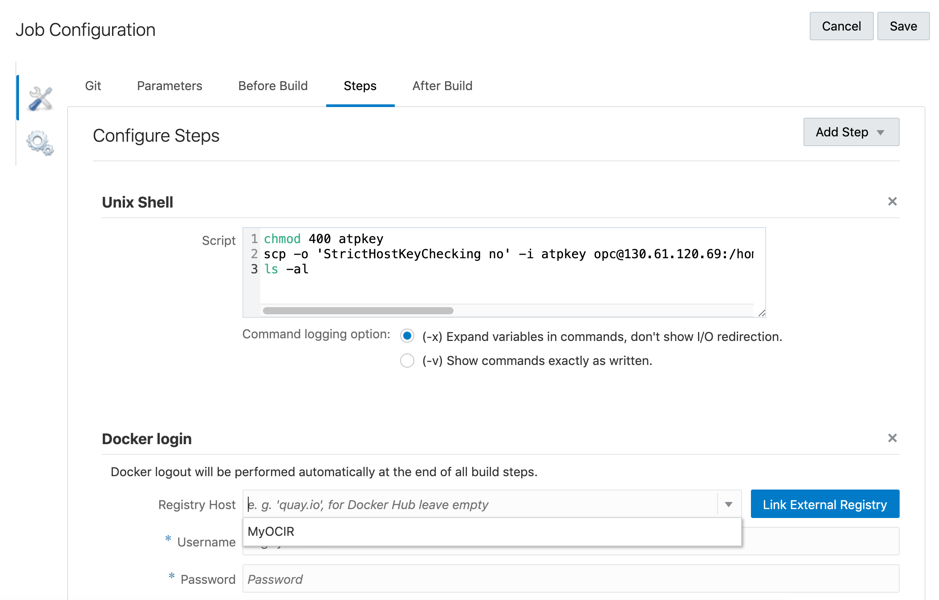 Job Configuration
Cancel
Save
Git
Parameters
Before Build
Steps
After Build
Configure Steps
Add Step
Unix Shell
Script
1 chmod 400 atpkey
2 scp -o 'StrictHostKeyChecking no' -i atpkey opc@130.61.120.69:/hom
3 ls -al
Command logging option:
(-x) Expand variables in commands, don't show I/O redirection.
(-v) Show commands exactly as written.
Docker login
Docker logout will be performed automatically at the end of all build steps.
Registry Host
e. g. 'quay.io', for Docker Hub leave empty
Link External Registry
MyOCIR
* Username
* Password
Password